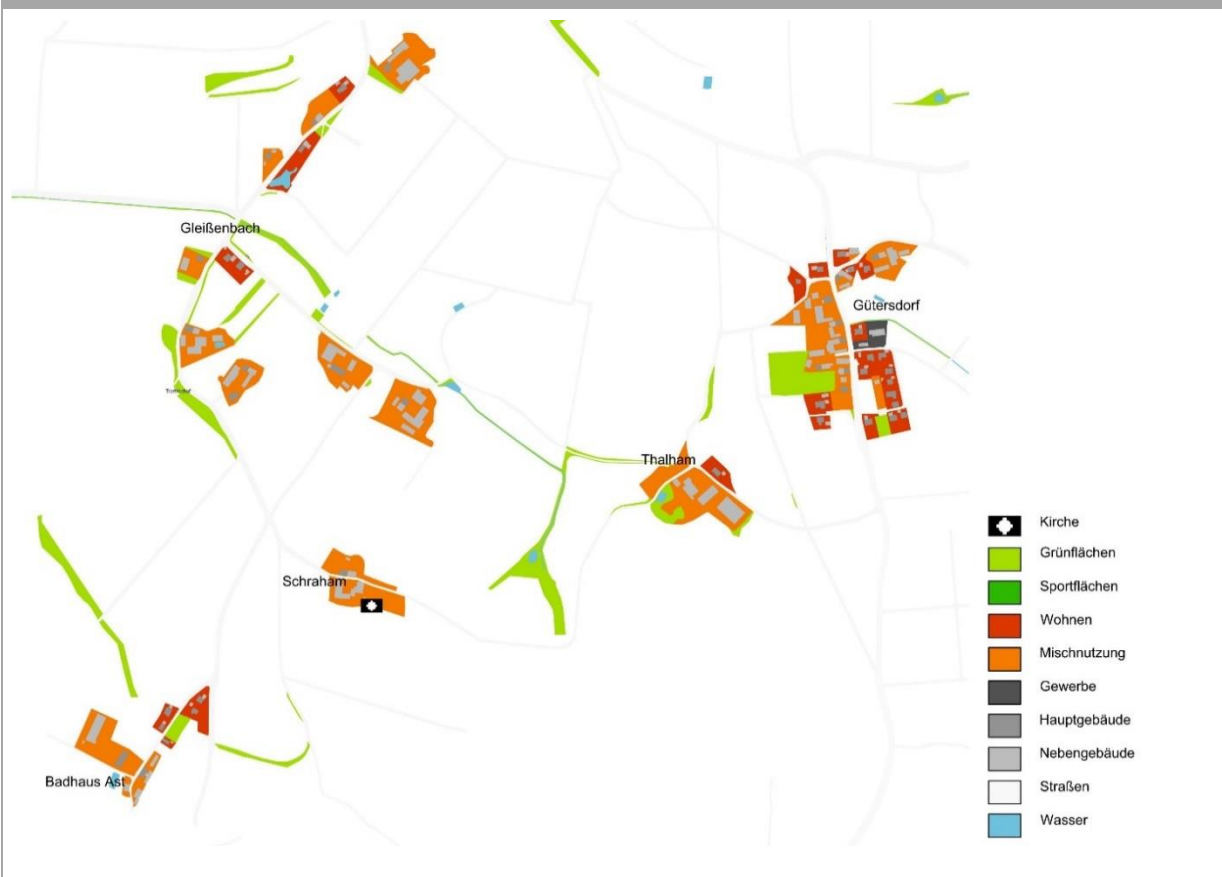 Gleißenbach
Gütersdorf
Thalham
Schraham
Badhaus Ast
Kirche
Grünflächen
Sportflächen
Wohnen
Mischnutzung
Gewerbe
Hauptgebäude
Nebengebäude
Straßen
Wasser